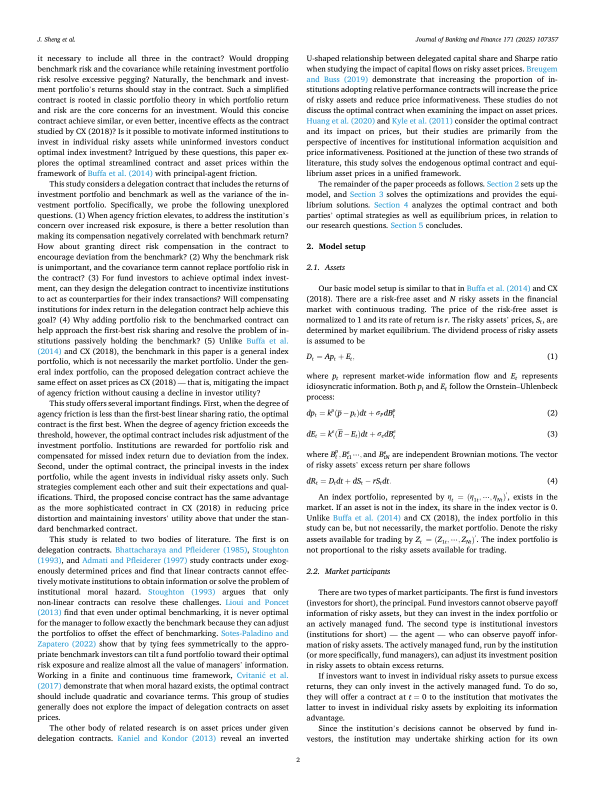 J. Sheng et al.
Journal of Banking and Finance 171 (2025) 107357
it necessary to include all three in the contract? Would dropping
benchmark risk and the covariance while retaining investment portfolio
risk resolve excessive pegging? Naturally, the benchmark and invest-
ment portfolio's returns should stay in the contract. Such a simplified
contract is rooted in classic portfolio theory in which portfolio return
and risk are the core concerns for an investment. Would this concise
contract achieve similar, or even better, incentive effects as the contract
studied by CX (2018)? Is it possible to motivate informed institutions to
invest in individual risky assets while uninformed investors conduct
optimal index investment? Intrigued by these questions, this paper ex-
plores the optimal streamlined contract and asset prices within the
framework of Buffa et al. (2014) with principal-agent friction.
This study considers a delegation contract that includes the returns of
investment portfolio and benchmark as well as the variance of the in-
vestment portfolio. Specifically, we probe the following unexplored
questions. (1) When agency friction elevates, to address the institution's
concern over increased risk exposure, is there a better resolution than
making its compensation negatively correlated with benchmark return?
How about granting direct risk compensation in the contract to
encourage deviation from the benchmark? (2) Why the benchmark risk
is unimportant, and the covariance term cannot replace portfolio risk in
the contract? (3) For fund investors to achieve optimal index invest-
ment, can they design the delegation contract to incentivize institutions
to act as counterparties for their index transactions? Will compensating
institutions for index return in the delegation contract help achieve this
goal? (4) Why adding portfolio risk to the benchmarked contract can
help approach the first-best risk sharing and resolve the problem of in-
stitutions passively holding the benchmark? (5) Unlike Buffa et al.
(2014) and CX (2018), the benchmark in this paper is a general index
portfolio, which is not necessarily the market portfolio. Under the gen-
eral index portfolio, can the proposed delegation contract achieve the
same effect on asset prices as CX (2018) — that is, mitigating the impact
of agency friction without causing a decline in investor utility?
This study offers several important findings. First, when the degree of
agency friction is less than the first-best linear sharing ratio, the optimal
contract is the first best. When the degree of agency friction exceeds the
threshold, however, the optimal contract includes risk adjustment of the
investment portfolio. Institutions are rewarded for portfolio risk and
compensated for missed index return due to deviation from the index.
Second, under the optimal contract, the principal invests in the index
portfolio, while the agent invests in individual risky assets only. Such
strategies complement each other and suit their expectations and qual-
ifications. Third, the proposed concise contract has the same advantage
as the more sophisticated contract in CX (2018) in reducing price
distortion and maintaining investors' utility above that under the stan-
dard benchmarked contract.
This study is related to two bodies of literature. The first is on
delegation contracts. Bhattacharya and Pfleiderer (1985), Stoughton
(1993), and Admati and Pfleiderer (1997) study contracts under exog-
enously determined prices and find that linear contracts cannot effec-
tively motivate institutions to obtain information or solve the problem of
institutional moral hazard. Stoughton (1993) argues that only
non-linear contracts can resolve these challenges. Lioui and Poncet
(2013) find that even under optimal benchmarking, it is never optimal
for the manager to follow exactly the benchmark because they can adjust
the portfolios to offset the effect of benchmarking. Sotes-Paladino and
Zapatero (2022) show that by tying fees symmetrically to the appro-
priate benchmark investors can tilt a fund portfolio toward their optimal
risk exposure and realize almost all the value of managers' information.
Working in a finite and continuous time framework, Cvitanić et al.
(2017) demonstrate that when moral hazard exists, the optimal contract
should include quadratic and covariance terms. This group of studies
generally does not explore the impact of delegation contracts on asset
prices.
The other body of related research is on asset prices under given
delegation contracts. Kaniel and Kondor (2013) reveal an inverted
U-shaped relationship between delegated capital share and Sharpe ratio
when studying the impact of capital flows on risky asset prices. Breugem
and Buss (2019) demonstrate that increasing the proportion of in-
stitutions adopting relative performance contracts will increase the price
of risky assets and reduce price informativeness. These studies do not
discuss the optimal contract when examining the impact on asset prices.
Huang et al. (2020) and Kyle et al. (2011) consider the optimal contract
and its impact on prices, but their studies are primarily from the
perspective of incentives for institutional information acquisition and
price informativeness. Positioned at the junction of these two strands of
literature, this study solves the endogenous optimal contract and equi-
librium asset prices in a unified framework.
The remainder of the paper proceeds as follows. Section 2 sets up the
model, and Section 3 solves the optimizations and provides the equi-
librium solutions. Section 4 analyzes the optimal contract and both
parties' optimal strategies as well as equilibrium prices, in relation to
our research questions. Section 5 concludes.
2. Model setup
2.1. Assets
Our basic model setup is similar to that in Buffa et al. (2014) and CX
(2018). There are a risk-free asset and N risky assets in the financial
market with continuous trading. The price of the risk-free asset is
normalized to 1 and its rate of return is r. The risky assets' prices, Sₜ, are
determined by market equilibrium. The dividend process of risky assets
is assumed to be
Dₜ = Apₜ + Eₜ, (1)
where pₜ represent market-wide information flow and Eₜ represents
idiosyncratic information. Both pₜ and Eₜ follow the Ornstein–Uhlenbeck
process:
dpₜ = kᵖ(p̄ − pₜ)dt + σₚdBₜᵖ (2)
dEₜ = kᵉ(Ē − Eₜ)dt + σₑdBₜᵉ (3)
where Bₜᵖ, Bᵉₜ₁ ⋯, and Bᵉₜₙ are independent Brownian motions. The vector
of risky assets' excess return per share follows
dRₜ = Dₜdt + dSₜ − rSₜdt. (4)
An index portfolio, represented by ηₜ = (η₁ₜ, ⋯, ηₙₜ)′, exists in the
market. If an asset is not in the index, its share in the index vector is 0.
Unlike Buffa et al. (2014) and CX (2018), the index portfolio in this
study can be, but not necessarily, the market portfolio. Denote the risky
assets available for trading by Zₜ = (Z₁ₜ, ⋯, Zₙₜ)′. The index portfolio is
not proportional to the risky assets available for trading.
2.2. Market participants
There are two types of market participants. The first is fund investors
(investors for short), the principal. Fund investors cannot observe payoff
information of risky assets, but they can invest in the index portfolio or
an actively managed fund. The second type is institutional investors
(institutions for short) — the agent — who can observe payoff infor-
mation of risky assets. The actively managed fund, run by the institution
(or more specifically, fund managers), can adjust its investment position
in risky assets to obtain excess returns.
If investors want to invest in individual risky assets to pursue excess
returns, they can only invest in the actively managed fund. To do so,
they will offer a contract at t = 0 to the institution that motivates the
latter to invest in individual risky assets by exploiting its information
advantage.
Since the institution's decisions cannot be observed by fund in-
vestors, the institution may undertake shirking action for its own
2